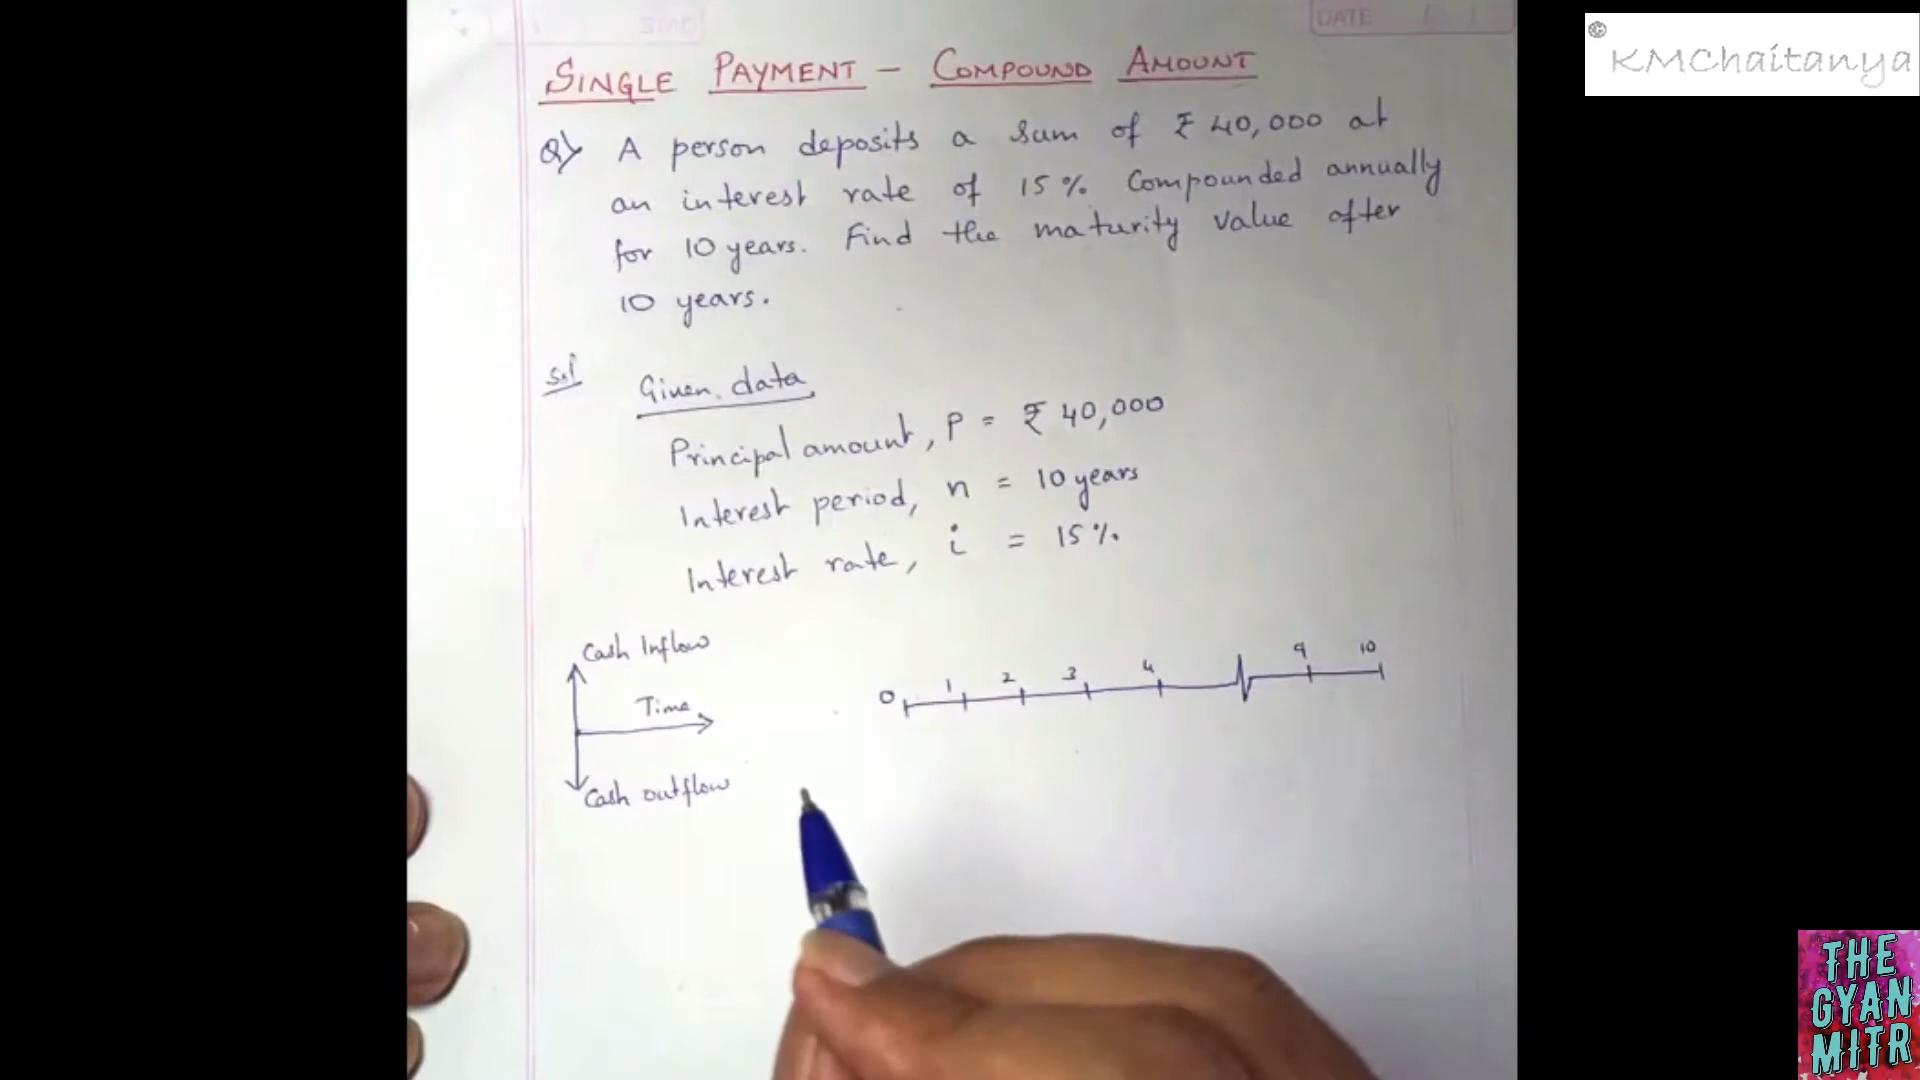 DATE
© KMChaitanya
SINGLE PAYMENT - COMPOUND AMOUNT
Q) A person deposits a sum of ₹ 40,000 at
an interest rate of 15% Compounded annually
for 10 years. Find the maturity value after
10 years.
Sol
Given data
Principal amount, P = ₹ 40,000
Interest period, n = 10 years
Interest rate, i = 15%
Cash Inflow
Time
Cash outflow
0 1 2 3 4 9 10
THE
GYAN
MITR